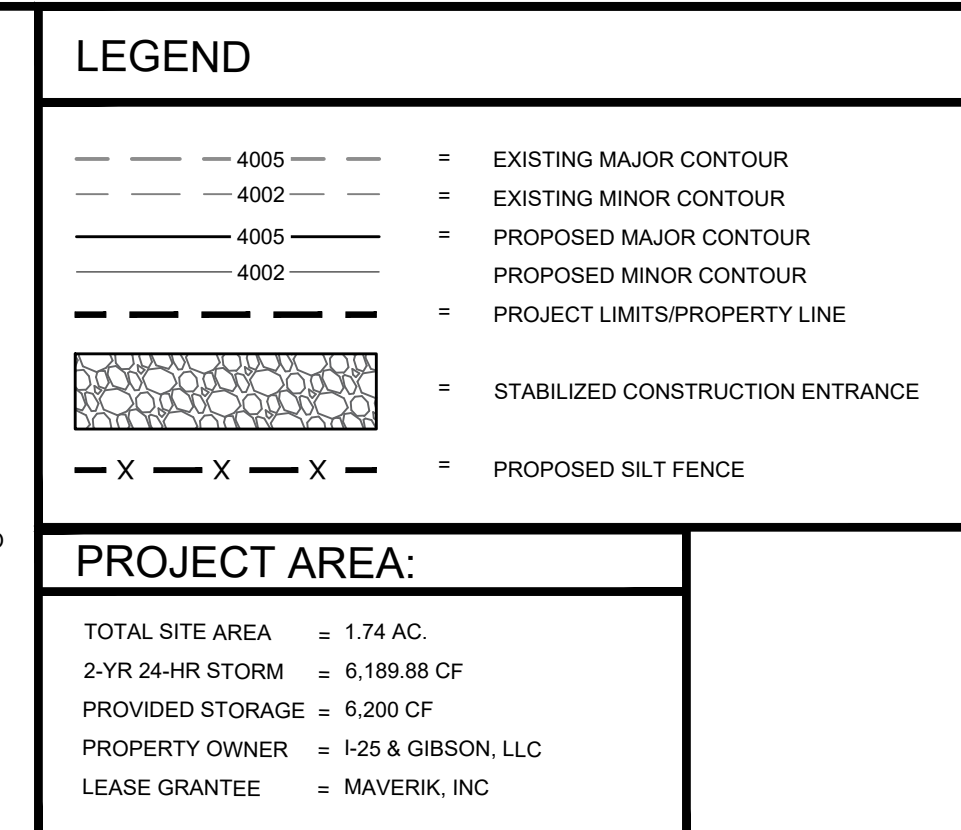 LEGEND
4005 = EXISTING MAJOR CONTOUR
4002 = EXISTING MINOR CONTOUR
4005 = PROPOSED MAJOR CONTOUR
4002 PROPOSED MINOR CONTOUR
= PROJECT LIMITS/PROPERTY LINE
= STABILIZED CONSTRUCTION ENTRANCE
X X X = PROPOSED SILT FENCE
PROJECT AREA:
TOTAL SITE AREA = 1.74 AC.
2-YR 24-HR STORM = 6,189.88 CF
PROVIDED STORAGE = 6,200 CF
PROPERTY OWNER = I-25 & GIBSON, LLC
LEASE GRANTEE = MAVERIK, INC